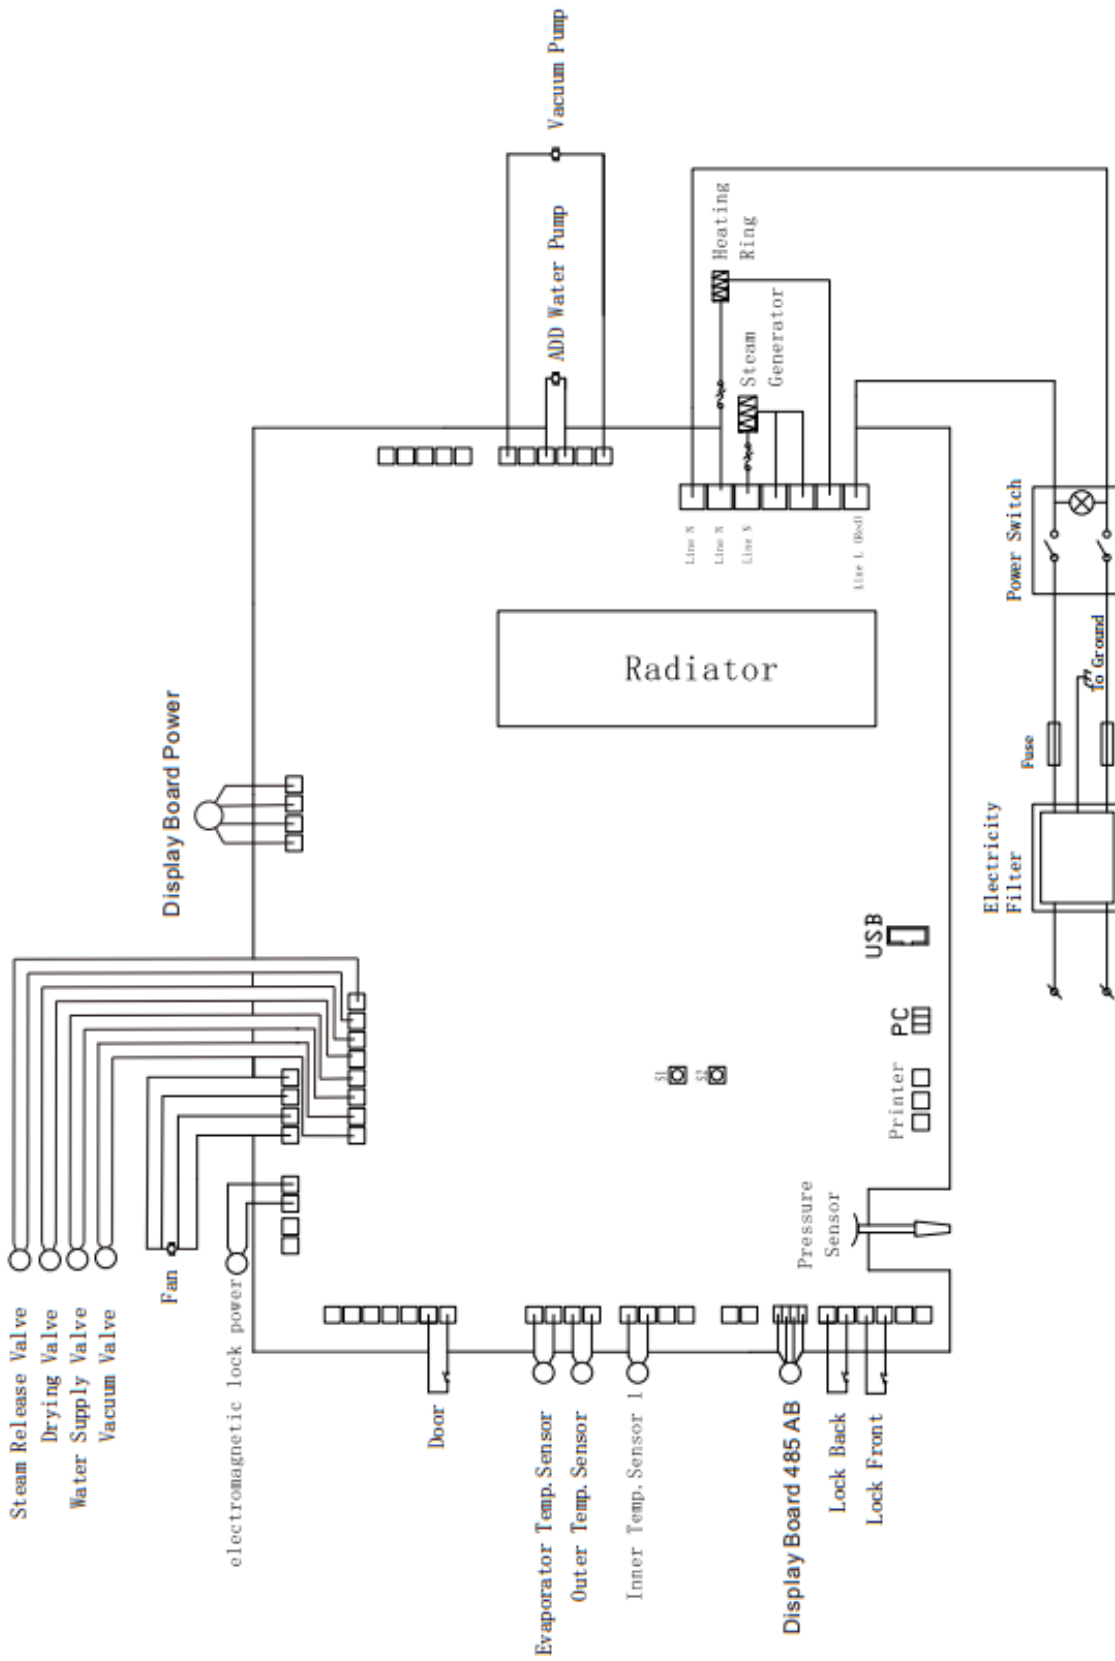 Steam Release Valve
Drying Valve
Water Supply Valve
Vacuum Valve
Fan
electromagnetic lock power
Display Board Power
Vacuum Pump
ADD Water Pump
Door
Evaporator Temp.Sensor
Outer Temp.Sensor
Inner Temp.Sensor 1
Display Board 485 AB
Lock Back
Lock Front
Pressure
Sensor
Printer
PC
USB
S1
S2
Radiator
Line N
Line N
Line N
Line L (Red)
Heating
Ring
Steam
Generator
Power Switch
To Ground
Fuse
Electricity
Filter